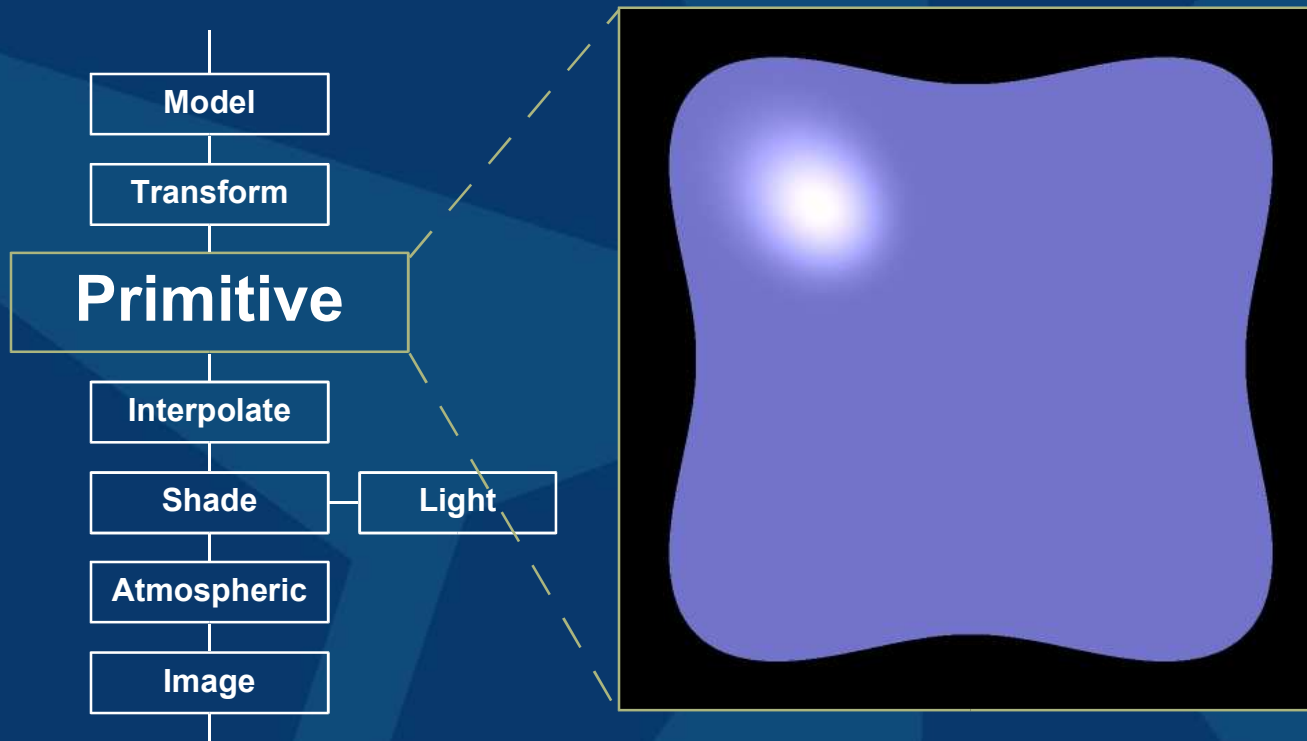 Model
Transform
Primitive
Interpolate
Shade
Light
Atmospheric
Image